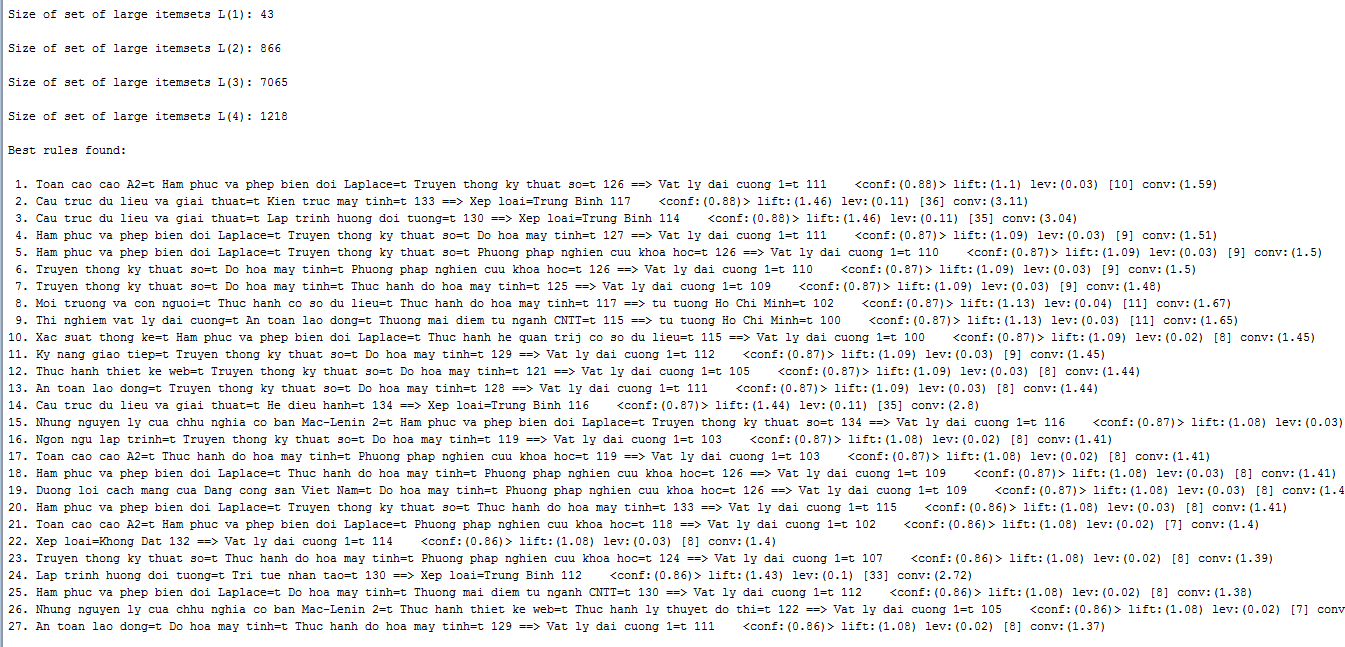 Size of set of large itemsets L(1): 43
Size of set of large itemsets L(2): 866
Size of set of large itemsets L(3): 7065
Size of set of large itemsets L(4): 1218
Best rules found:
1. Toan cao cao A2=t Ham phuc va phep bien doi Laplace=t Truyen thong ky thuat so=t 126 ==> Vat ly dai cuong 1=t 111    <conf:(0.88)> lift:(1.1) lev:(0.03) [10] conv:(1.59)
2. Cau truc du lieu va giai thuat=t Kien truc may tinh=t 133 ==> Xep loai=Trung Binh 117    <conf:(0.88)> lift:(1.46) lev:(0.11) [36] conv:(3.11)
3. Cau truc du lieu va giai thuat=t Lap trinh huong doi tuong=t 130 ==> Xep loai=Trung Binh 114    <conf:(0.88)> lift:(1.46) lev:(0.11) [35] conv:(3.04)
4. Ham phuc va phep bien doi Laplace=t Truyen thong ky thuat so=t Do hoa may tinh=t 127 ==> Vat ly dai cuong 1=t 111    <conf:(0.87)> lift:(1.09) lev:(0.03) [9] conv:(1.51)
5. Ham phuc va phep bien doi Laplace=t Truyen thong ky thuat so=t Phuong phap nghien cuu khoa hoc=t 126 ==> Vat ly dai cuong 1=t 110    <conf:(0.87)> lift:(1.09) lev:(0.03) [9] conv:(1.5)
6. Truyen thong ky thuat so=t Do hoa may tinh=t Phuong phap nghien cuu khoa hoc=t 126 ==> Vat ly dai cuong 1=t 110    <conf:(0.87)> lift:(1.09) lev:(0.03) [9] conv:(1.5)
7. Truyen thong ky thuat so=t Do hoa may tinh=t Thuc hanh do hoa may tinh=t 125 ==> Vat ly dai cuong 1=t 109    <conf:(0.87)> lift:(1.09) lev:(0.03) [9] conv:(1.48)
8. Moi truong va con nguoi=t Thuc hanh co so du lieu=t Thuc hanh do hoa may tinh=t 117 ==> tu tuong Ho Chi Minh=t 102    <conf:(0.87)> lift:(1.13) lev:(0.04) [11] conv:(1.67)
9. Thi nghiem vat ly dai cuong=t An toan lao dong=t Thuong mai diem tu nganh CNTT=t 115 ==> tu tuong Ho Chi Minh=t 100    <conf:(0.87)> lift:(1.13) lev:(0.03) [11] conv:(1.65)
10. Xac suat thong ke=t Ham phuc va phep bien doi Laplace=t Thuc hanh he quan trij co so du lieu=t 115 ==> Vat ly dai cuong 1=t 100    <conf:(0.87)> lift:(1.09) lev:(0.02) [8] conv:(1.45)
11. Ky nang giao tiep=t Truyen thong ky thuat so=t Do hoa may tinh=t 129 ==> Vat ly dai cuong 1=t 112    <conf:(0.87)> lift:(1.09) lev:(0.03) [9] conv:(1.45)
12. Thuc hanh thiet ke web=t Truyen thong ky thuat so=t Do hoa may tinh=t 121 ==> Vat ly dai cuong 1=t 105    <conf:(0.87)> lift:(1.09) lev:(0.03) [8] conv:(1.44)
13. An toan lao dong=t Truyen thong ky thuat so=t Do hoa may tinh=t 128 ==> Vat ly dai cuong 1=t 111    <conf:(0.87)> lift:(1.09) lev:(0.03) [8] conv:(1.44)
14. Cau truc du lieu va giai thuat=t He dieu hanh=t 134 ==> Xep loai=Trung Binh 116    <conf:(0.87)> lift:(1.44) lev:(0.11) [35] conv:(2.8)
15. Nhung nguyen ly cua chhu nghia co ban Mac-Lenin 2=t Ham phuc va phep bien doi Laplace=t Truyen thong ky thuat so=t 134 ==> Vat ly dai cuong 1=t 116    <conf:(0.87)> lift:(1.08) lev:(0.03)
16. Ngon ngu lap trinh=t Truyen thong ky thuat so=t Do hoa may tinh=t 119 ==> Vat ly dai cuong 1=t 103    <conf:(0.87)> lift:(1.08) lev:(0.02) [8] conv:(1.41)
17. Toan cao cao A2=t Thuc hanh do hoa may tinh=t Phuong phap nghien cuu khoa hoc=t 119 ==> Vat ly dai cuong 1=t 103    <conf:(0.87)> lift:(1.08) lev:(0.02) [8] conv:(1.41)
18. Ham phuc va phep bien doi Laplace=t Thuc hanh do hoa may tinh=t Phuong phap nghien cuu khoa hoc=t 126 ==> Vat ly dai cuong 1=t 109    <conf:(0.87)> lift:(1.08) lev:(0.03) [8] conv:(1.41)
19. Duong loi cach mang cua Dang cong san Viet Nam=t Do hoa may tinh=t Phuong phap nghien cuu khoa hoc=t 126 ==> Vat ly dai cuong 1=t 109    <conf:(0.87)> lift:(1.08) lev:(0.03) [8] conv:(1.4
20. Ham phuc va phep bien doi Laplace=t Truyen thong ky thuat so=t Thuc hanh do hoa may tinh=t 133 ==> Vat ly dai cuong 1=t 115    <conf:(0.86)> lift:(1.08) lev:(0.03) [8] conv:(1.41)
21. Toan cao cao A2=t Ham phuc va phep bien doi Laplace=t Phuong phap nghien cuu khoa hoc=t 118 ==> Vat ly dai cuong 1=t 102    <conf:(0.86)> lift:(1.08) lev:(0.02) [7] conv:(1.4)
22. Xep loai=Khong Dat 132 ==> Vat ly dai cuong 1=t 114    <conf:(0.86)> lift:(1.08) lev:(0.03) [8] conv:(1.4)
23. Truyen thong ky thuat so=t Thuc hanh do hoa may tinh=t Phuong phap nghien cuu khoa hoc=t 124 ==> Vat ly dai cuong 1=t 107    <conf:(0.86)> lift:(1.08) lev:(0.02) [8] conv:(1.39)
24. Lap trinh huong doi tuong=t Tri tue nhan tao=t 130 ==> Xep loai=Trung Binh 112    <conf:(0.86)> lift:(1.43) lev:(0.1) [33] conv:(2.72)
25. Ham phuc va phep bien doi Laplace=t Do hoa may tinh=t Thuong mai diem tu nganh CNTT=t 130 ==> Vat ly dai cuong 1=t 112    <conf:(0.86)> lift:(1.08) lev:(0.02) [8] conv:(1.38)
26. Nhung nguyen ly cua chhu nghia co ban Mac-Lenin 2=t Thuc hanh thiet ke web=t Thuc hanh ly thuyet do thi=t 122 ==> Vat ly dai cuong 1=t 105    <conf:(0.86)> lift:(1.08) lev:(0.02) [7] conv
27. An toan lao dong=t Do hoa may tinh=t Thuc hanh do hoa may tinh=t 129 ==> Vat ly dai cuong 1=t 111    <conf:(0.86)> lift:(1.08) lev:(0.02) [8] conv:(1.37)